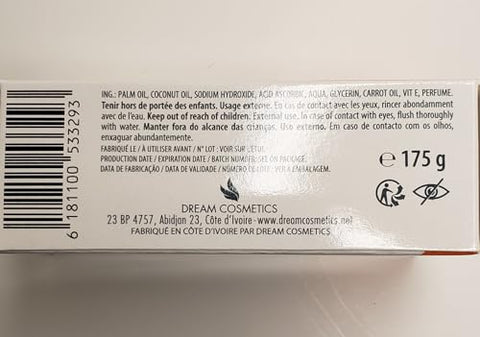 ING.: PALM OIL, COCONUT OIL, SODIUM HYDROXIDE, ACID ASCORBIC, AQUA, GLYCERIN, CARROT OIL, VIT E, PERFUME.
Tenir hors de portée des enfants. Usage externe. En cas de contact avec les yeux, rincer abondamment
avec de l'eau. Keep out of reach of children. External use. In case of contact with eyes, flush thoroughly
with water. Manter fora do alcance das crianças. Uso externo. Em caso de contacto com os olhos,
enxaguar abundantemente.
FABRIQUÉ LE / À UTILISER AVANT / N° LOT : VOIR SUR L'ÉTUI.
PRODUCTION DATE / EXPIRATION DATE / BATCH NUMBER: SEE ON PACKAGE.
DATA DE FABRICAÇÃO / DATA DE VALIDADE / NÚMERO DE LOTE : VER A EMBALAGEM.
℮ 175 g
DREAM COSMETICS
23 BP 4757, Abidjan 23, Côte d'Ivoire - www.dreamcosmetics.net
FABRIQUÉ EN CÔTE D'IVOIRE PAR DREAM COSMETICS
6 181100 533293